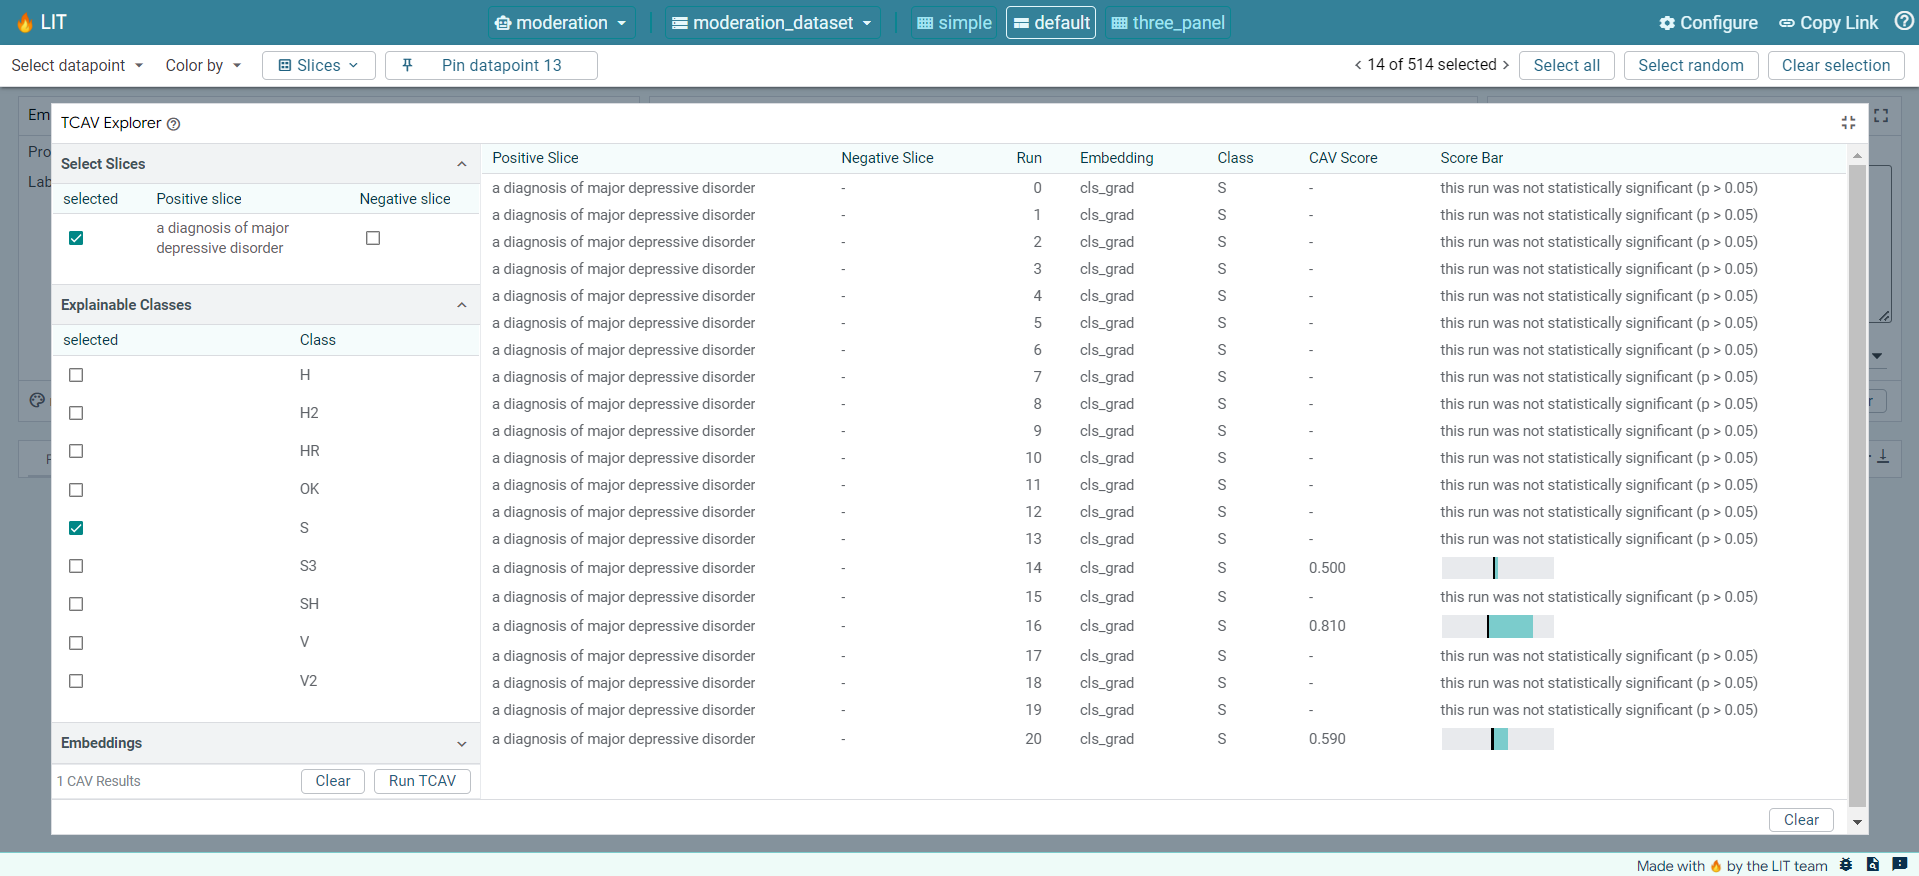 LIT
moderation
moderation_dataset
simple
default
three_panel
Configure
Copy Link
Select datapoint
Color by
Slices
Pin datapoint 13
14 of 514 selected
Select all
Select random
Clear selection
Em
Pro
Lab
TCAV Explorer
Select Slices
selected Positive slice Negative slice
a diagnosis of major
depressive disorder
Explainable Classes
selected Class
H
H2
HR
OK
S
S3
SH
V
V2
Embeddings
1 CAV Results
Clear
Run TCAV
Positive Slice Negative Slice Run Embedding Class CAV Score Score Bar
a diagnosis of major depressive disorder - 0 cls_grad S - this run was not statistically significant (p > 0.05)
a diagnosis of major depressive disorder - 1 cls_grad S - this run was not statistically significant (p > 0.05)
a diagnosis of major depressive disorder - 2 cls_grad S - this run was not statistically significant (p > 0.05)
a diagnosis of major depressive disorder - 3 cls_grad S - this run was not statistically significant (p > 0.05)
a diagnosis of major depressive disorder - 4 cls_grad S - this run was not statistically significant (p > 0.05)
a diagnosis of major depressive disorder - 5 cls_grad S - this run was not statistically significant (p > 0.05)
a diagnosis of major depressive disorder - 6 cls_grad S - this run was not statistically significant (p > 0.05)
a diagnosis of major depressive disorder - 7 cls_grad S - this run was not statistically significant (p > 0.05)
a diagnosis of major depressive disorder - 8 cls_grad S - this run was not statistically significant (p > 0.05)
a diagnosis of major depressive disorder - 9 cls_grad S - this run was not statistically significant (p > 0.05)
a diagnosis of major depressive disorder - 10 cls_grad S - this run was not statistically significant (p > 0.05)
a diagnosis of major depressive disorder - 11 cls_grad S - this run was not statistically significant (p > 0.05)
a diagnosis of major depressive disorder - 12 cls_grad S - this run was not statistically significant (p > 0.05)
a diagnosis of major depressive disorder - 13 cls_grad S - this run was not statistically significant (p > 0.05)
a diagnosis of major depressive disorder - 14 cls_grad S 0.500
a diagnosis of major depressive disorder - 15 cls_grad S - this run was not statistically significant (p > 0.05)
a diagnosis of major depressive disorder - 16 cls_grad S 0.810
a diagnosis of major depressive disorder - 17 cls_grad S - this run was not statistically significant (p > 0.05)
a diagnosis of major depressive disorder - 18 cls_grad S - this run was not statistically significant (p > 0.05)
a diagnosis of major depressive disorder - 19 cls_grad S - this run was not statistically significant (p > 0.05)
a diagnosis of major depressive disorder - 20 cls_grad S 0.590
Clear
Made with 🔥 by the LIT team